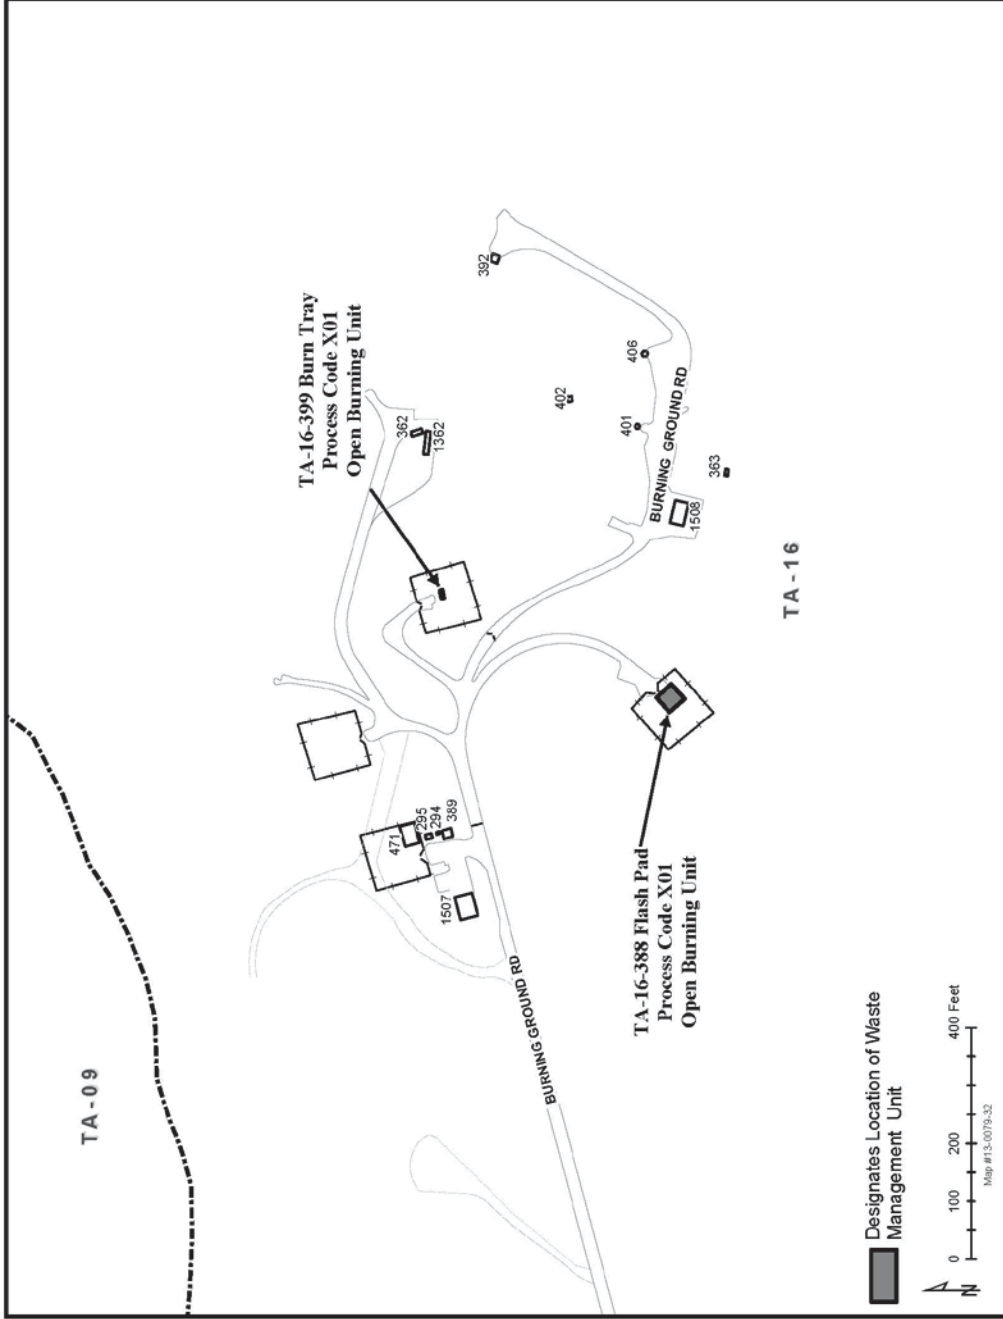 TA-09
TA-16-399 Burn Tray
Process Code X01
Open Burning Unit
362
1362
392
402
406
401
363
1508
BURNING GROUND RD
TA-16
471
295
294
389
1507
BURNING GROUND RD
TA-16-388 Flash Pad
Process Code X01
Open Burning Unit
Designates Location of Waste
Management Unit
0 100 200 400 Feet
N
Map #13-0079-32